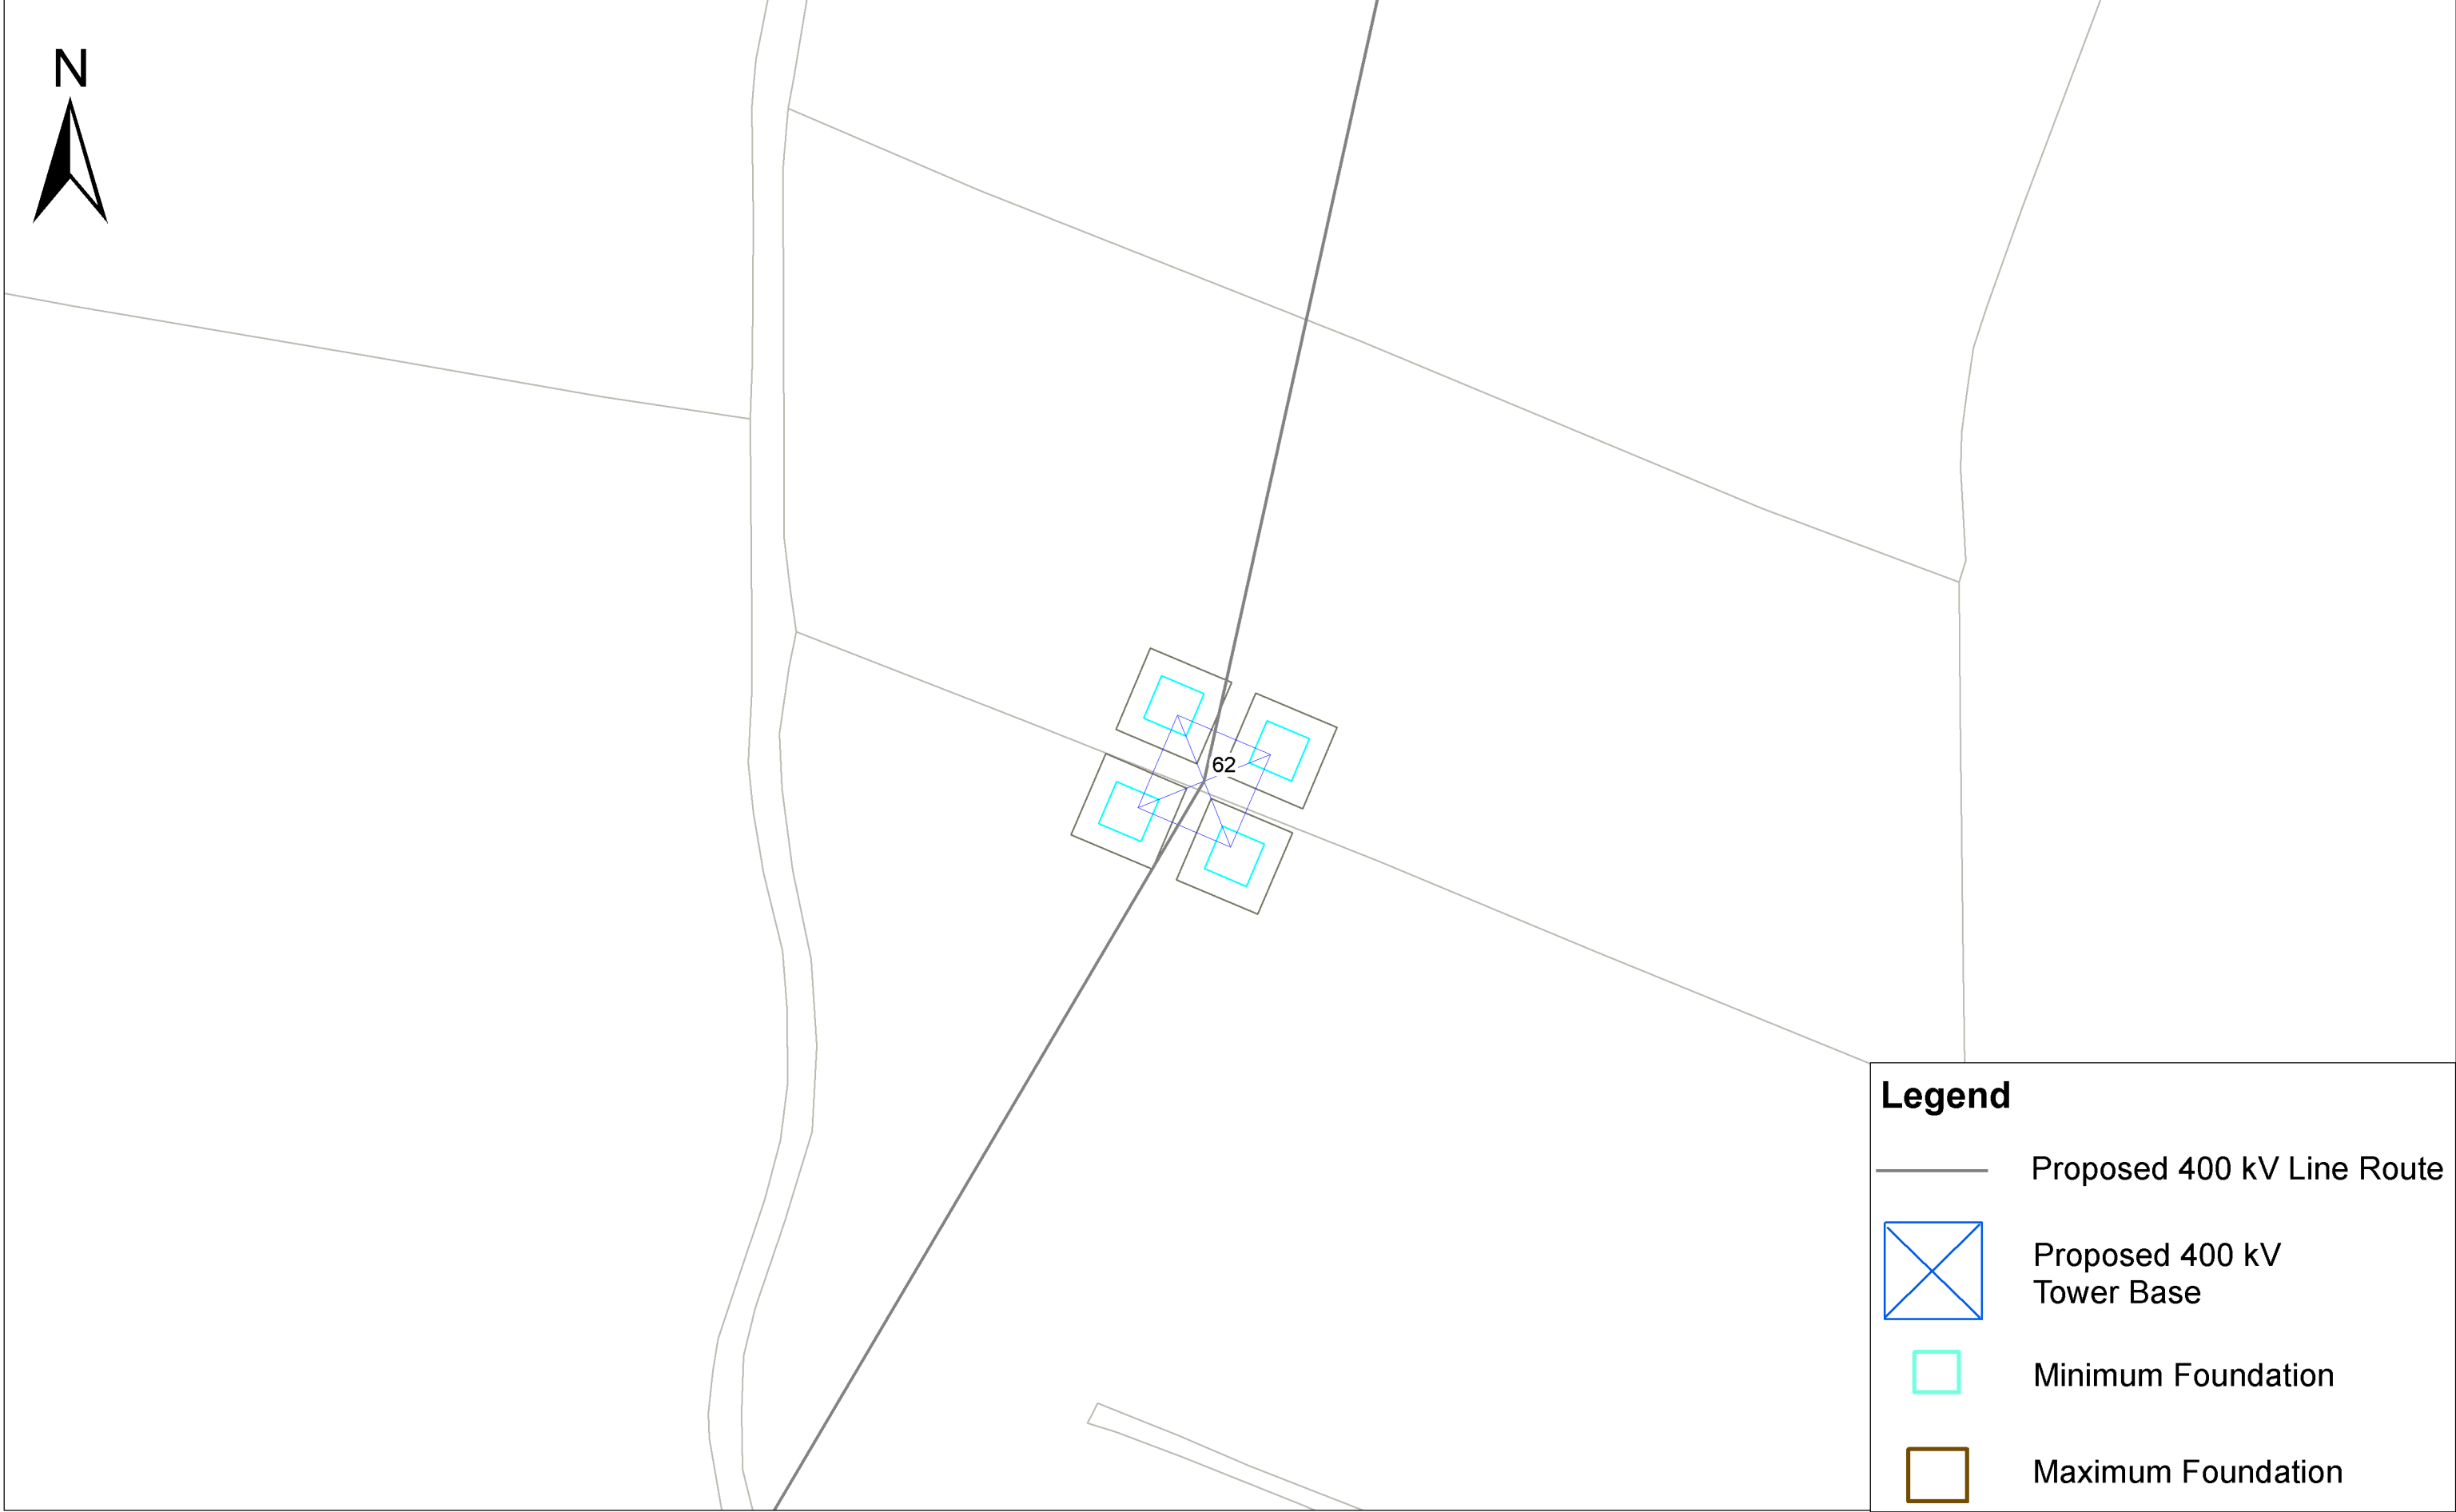 N
62
Legend
Proposed 400 kV Line Route
Proposed 400 kV
Tower Base
Minimum Foundation
Maximum Foundation